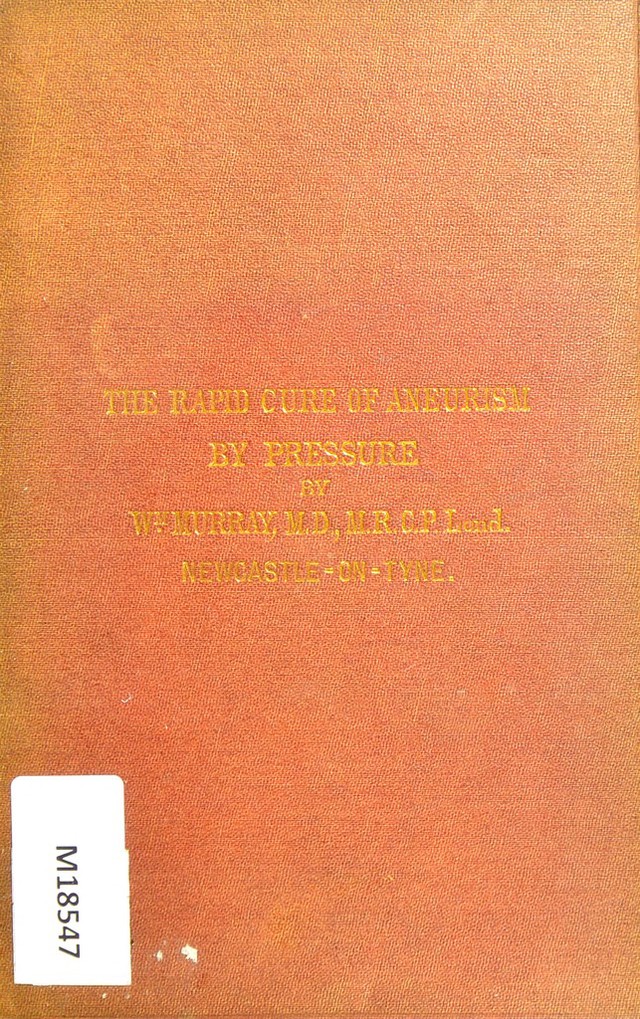 THE RAPID CURE OF ANEURISM
BY PRESSURE
BY
Wm MURRAY, M.D., M.R.C.P. Lond.
NEWCASTLE-ON-TYNE.
M18547